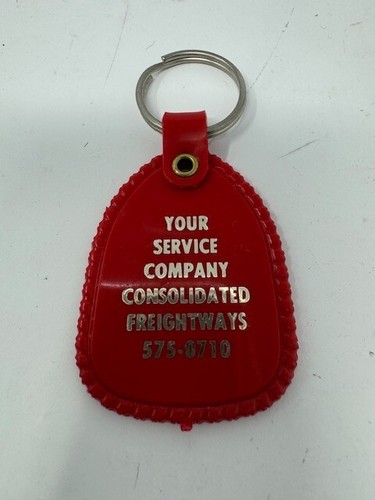 YOUR
SERVICE
COMPANY
CONSOLIDATED
FREIGHTWAYS
575-0710